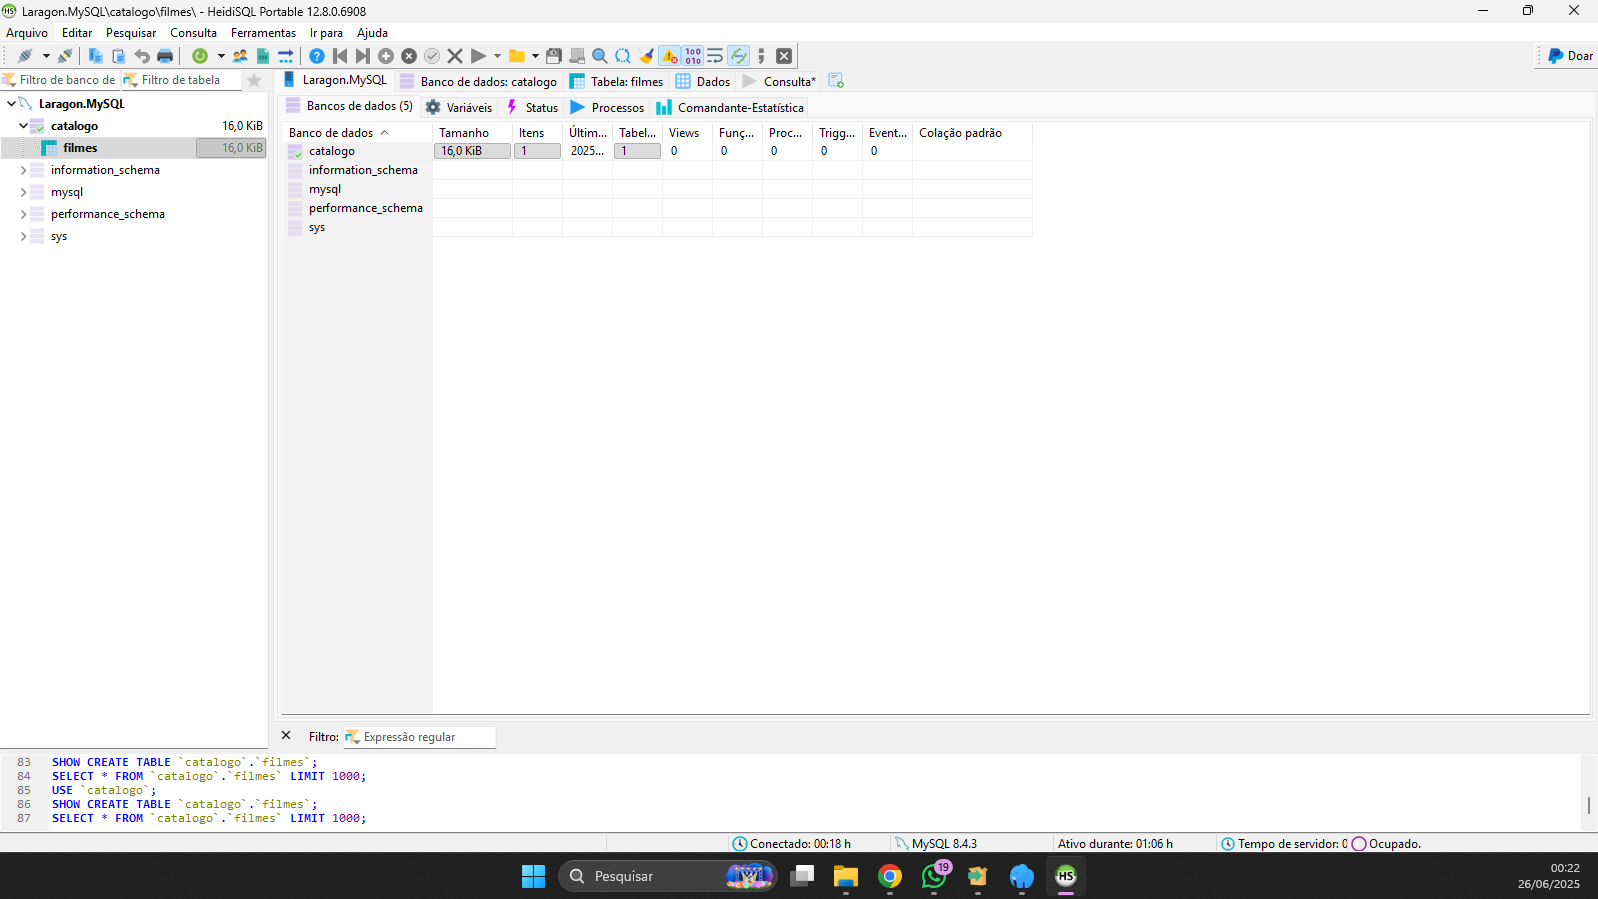 Laragon.MySQL\catalogo\filmes\ - HeidiSQL Portable 12.8.0.6908
Arquivo Editar Pesquisar Consulta Ferramentas Ir para Ajuda
Doar
Filtro de banco de Filtro de tabela
Laragon.MySQL
catalogo 16,0 KiB
filmes 16,0 KiB
information_schema
mysql
performance_schema
sys
Laragon.MySQL Banco de dados: catalogo Tabela: filmes Dados Consulta*
Bancos de dados (5) Variáveis Status Processos Comandante-Estatística
Banco de dados Tamanho Itens Últim... Tabel... Views Funç... Proc... Trigg... Event... Colação padrão
catalogo 16,0 KiB 1 2025... 1 0 0 0 0 0
information_schema
mysql
performance_schema
sys
Filtro: Expressão regular
83 SHOW CREATE TABLE `catalogo`.`filmes`;
84 SELECT * FROM `catalogo`.`filmes` LIMIT 1000;
85 USE `catalogo`;
86 SHOW CREATE TABLE `catalogo`.`filmes`;
87 SELECT * FROM `catalogo`.`filmes` LIMIT 1000;
Conectado: 00:18 h MySQL 8.4.3 Ativo durante: 01:06 h Tempo de servidor: 0 Ocupado.
Pesquisar
19
HS
00:22
26/06/2025